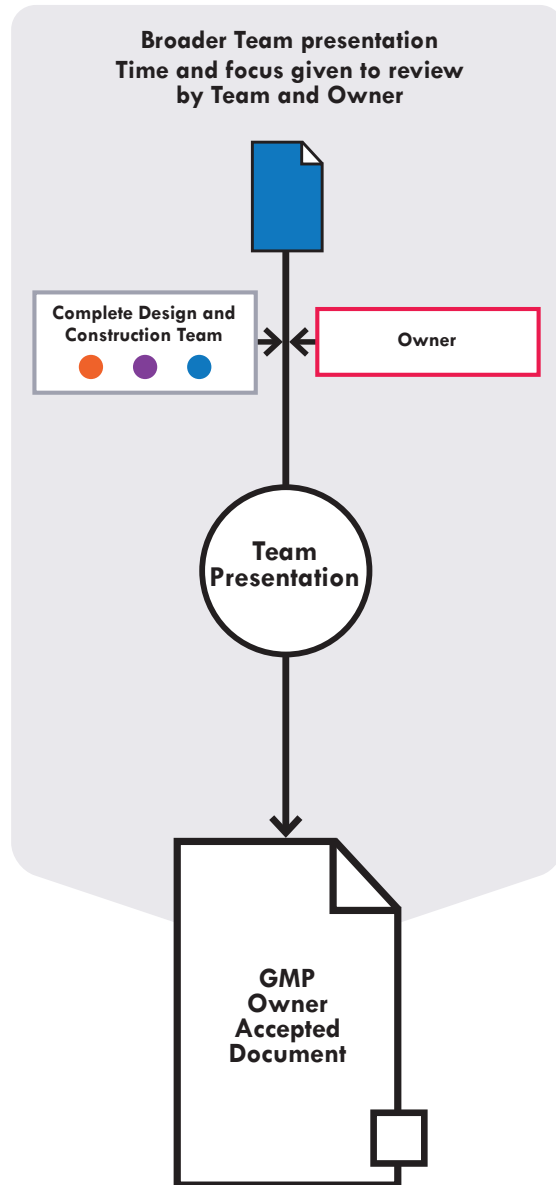 Broader Team presentation
Time and focus given to review
by Team and Owner
Complete Design and
Construction Team
Owner
Team
Presentation
GMP
Owner
Accepted
Document